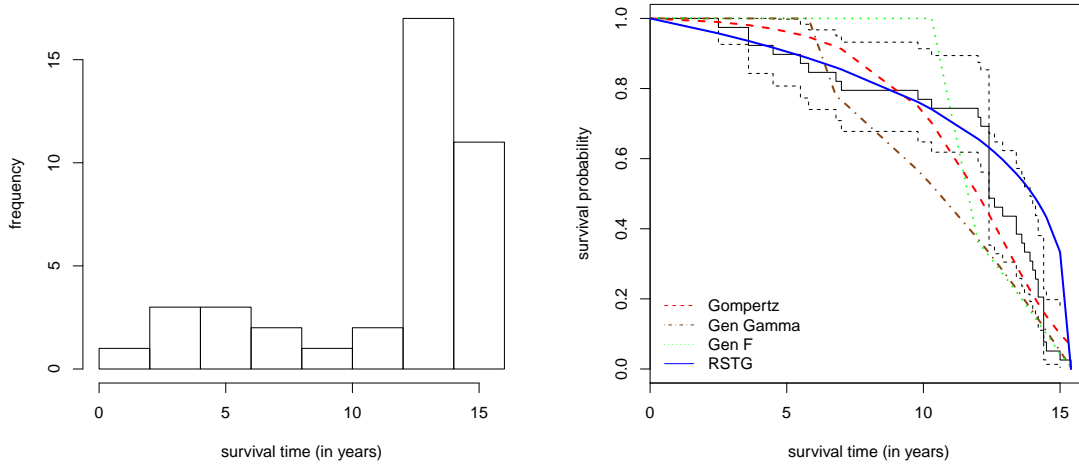 frequency
15
10
5
0
0
5
10
15
survival time (in years)
survival probability
1.0
0.8
0.6
0.4
0.2
0.0
Gompertz
Gen Gamma
Gen F
RSTG
0
5
10
15
survival time (in years)